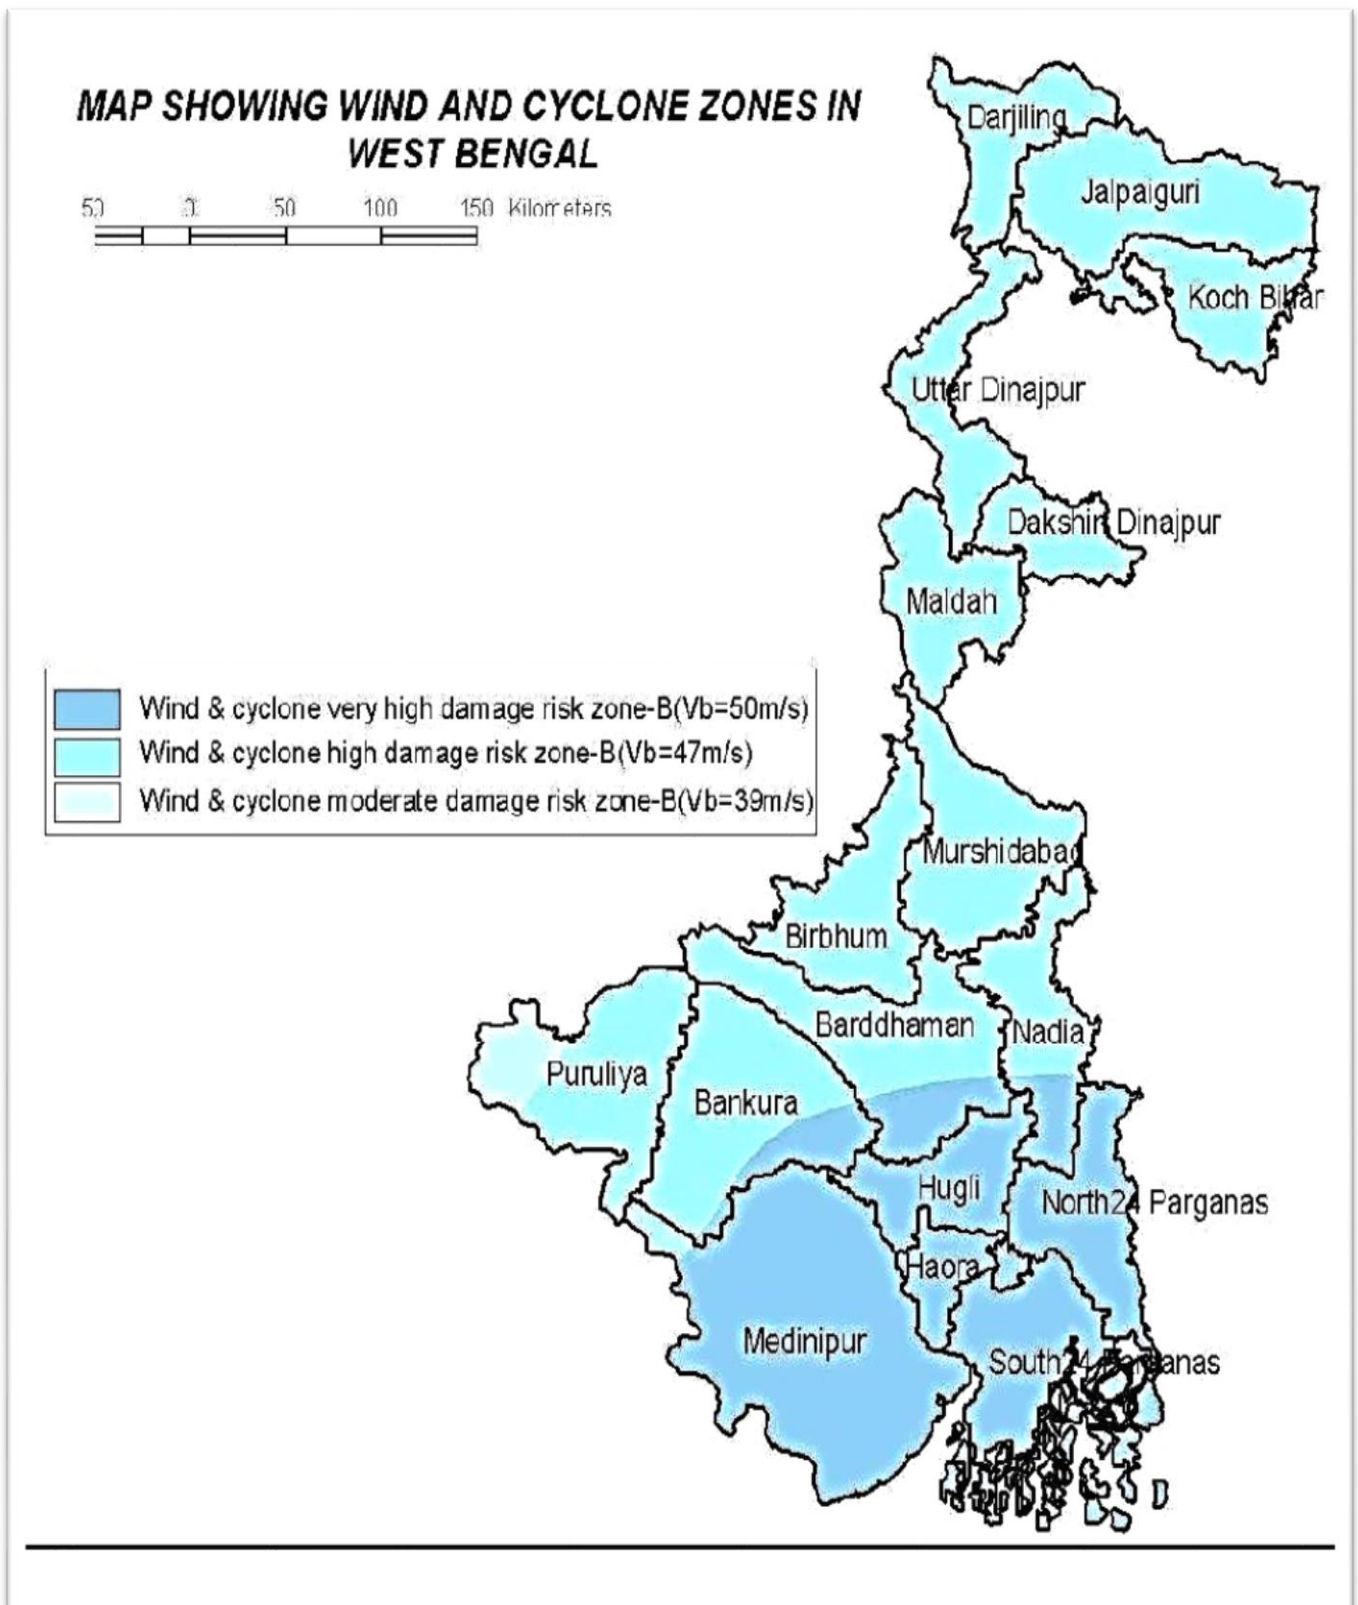 MAP SHOWING WIND AND CYCLONE ZONES IN
WEST BENGAL
50 0 50 100 150 Kilometers
Darjiling
Jalpaiguri
Koch Bihar
Uttar Dinajpur
Dakshin Dinajpur
Maldah
Wind & cyclone very high damage risk zone-B(Vb=50m/s)
Wind & cyclone high damage risk zone-B(Vb=47m/s)
Wind & cyclone moderate damage risk zone-B(Vb=39m/s)
Murshidabad
Birbhum
Barddhaman
Nadia
Puruliya
Bankura
Hugli
North24 Parganas
Haora
Medinipur
South24 Parganas